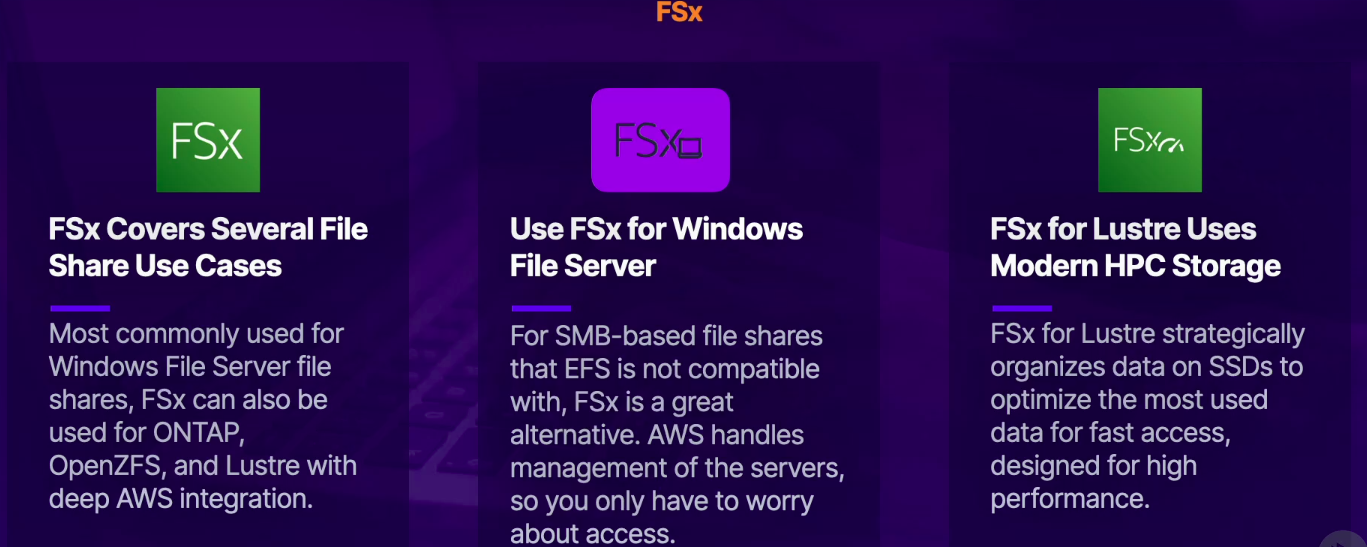 FSx
FSx
FSx Covers Several File
Share Use Cases
Most commonly used for
Windows File Server file
shares, FSx can also be
used for ONTAP,
OpenZFS, and Lustre with
deep AWS integration.
FSx
Use FSx for Windows
File Server
For SMB-based file shares
that EFS is not compatible
with, FSx is a great
alternative. AWS handles
management of the servers,
so you only have to worry
about access.
FSx
FSx for Lustre Uses
Modern HPC Storage
FSx for Lustre strategically
organizes data on SSDs to
optimize the most used
data for fast access,
designed for high
performance.